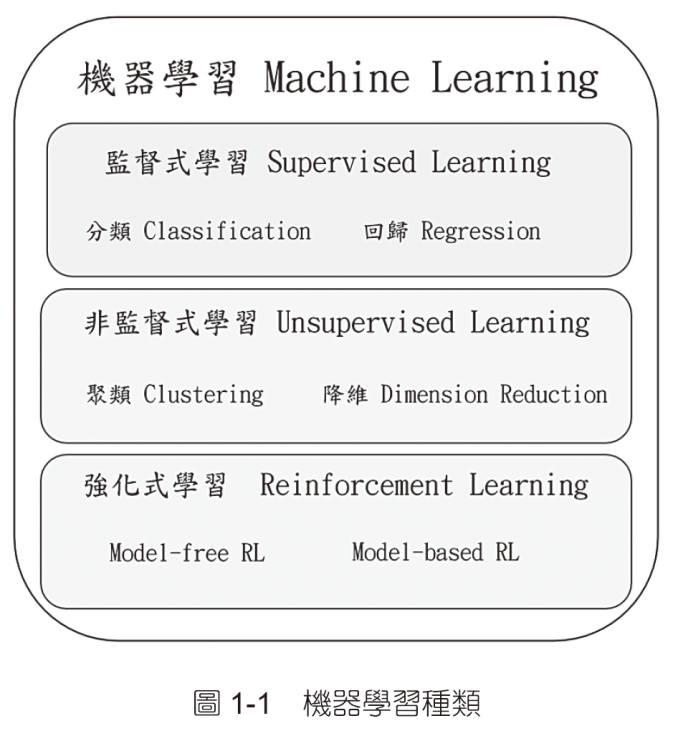 機器學習 Machine Learning
監督式學習 Supervised Learning
分類 Classification 回歸 Regression
非監督式學習 Unsupervised Learning
聚類 Clustering 降維 Dimension Reduction
強化式學習 Reinforcement Learning
Model-free RL Model-based RL
圖 1-1 機器學習種類